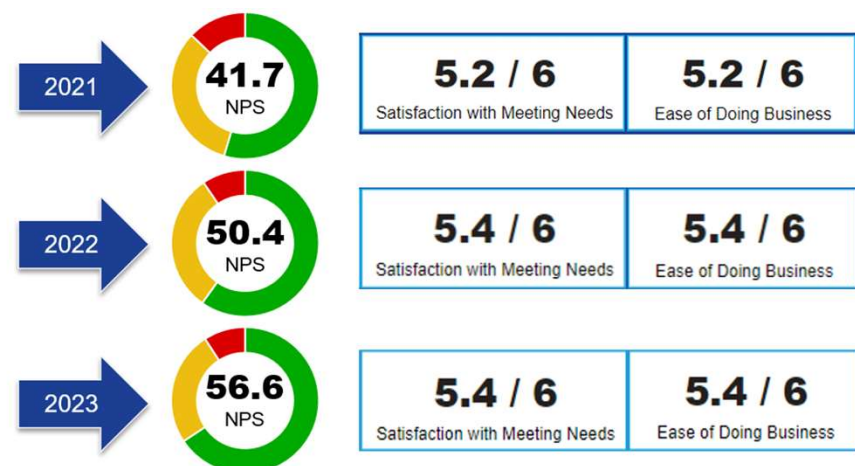 2021
41.7
NPS
5.2 / 6
Satisfaction with Meeting Needs
5.2 / 6
Ease of Doing Business
2022
50.4
NPS
5.4 / 6
Satisfaction with Meeting Needs
5.4 / 6
Ease of Doing Business
2023
56.6
NPS
5.4 / 6
Satisfaction with Meeting Needs
5.4 / 6
Ease of Doing Business